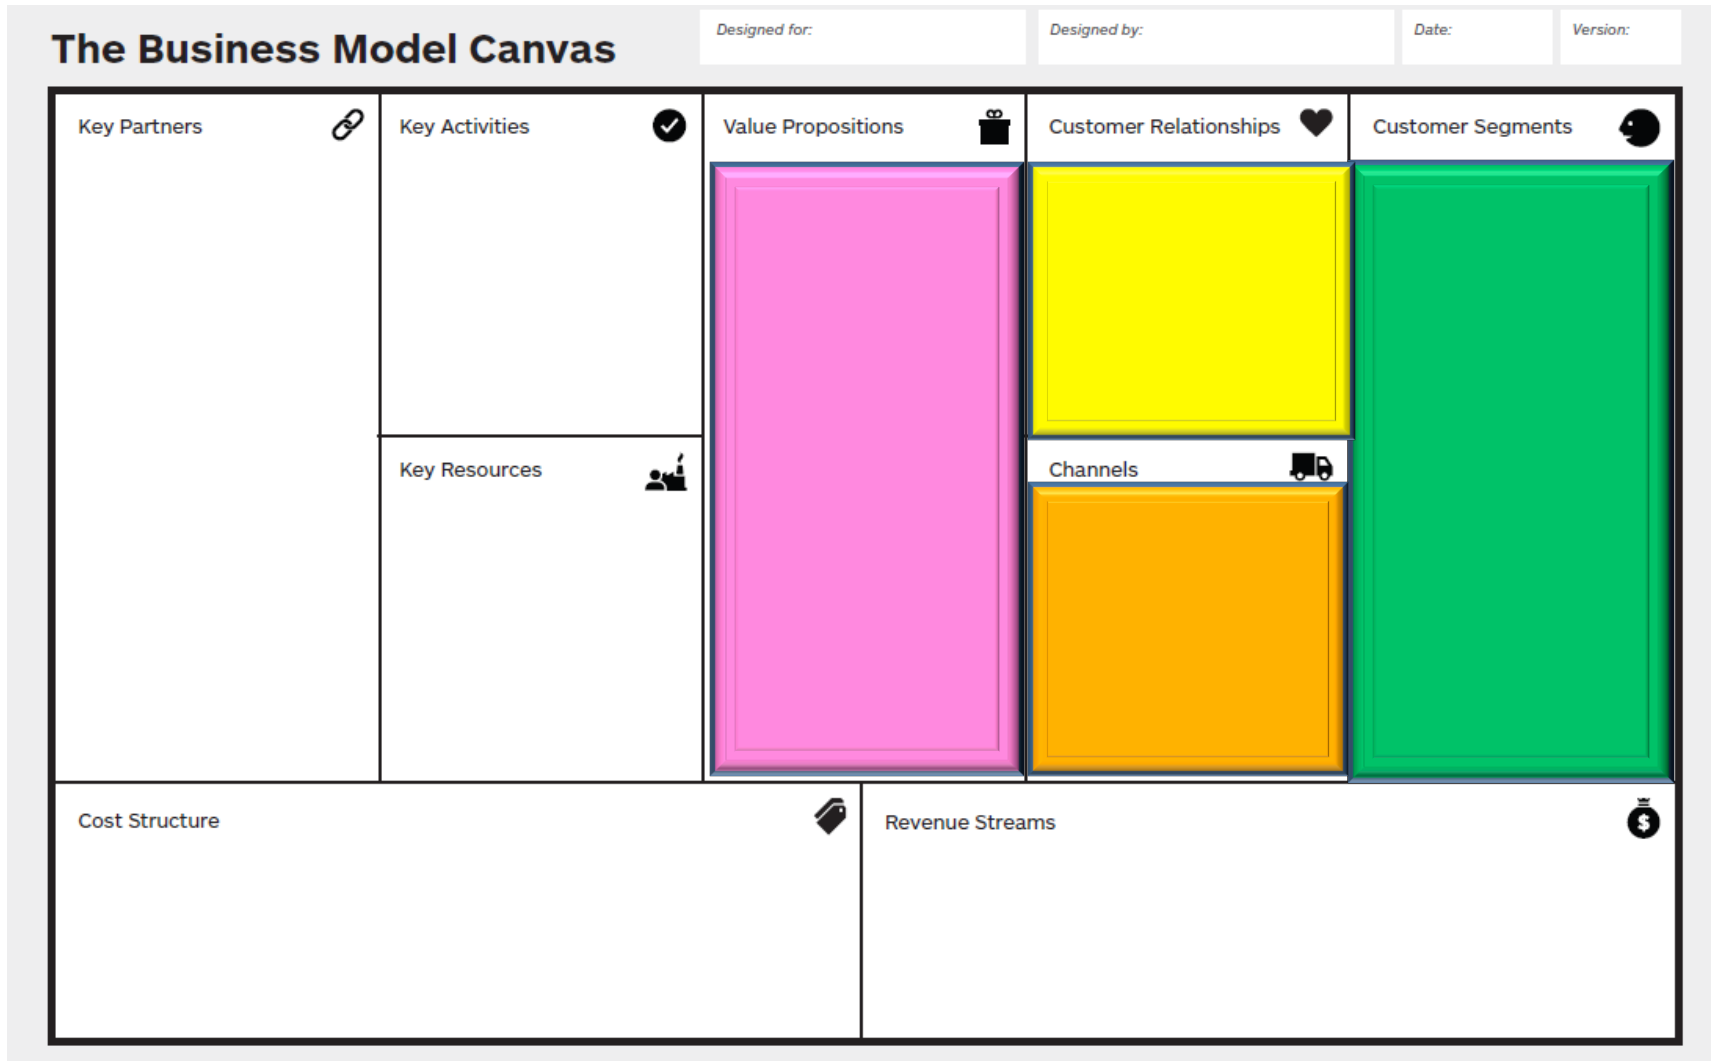 The Business Model Canvas
Designed for:
Designed by:
Date:
Version:
Key Partners
Key Activities
Value Propositions
Customer Relationships
Customer Segments
Key Resources
Channels
Cost Structure
Revenue Streams
$